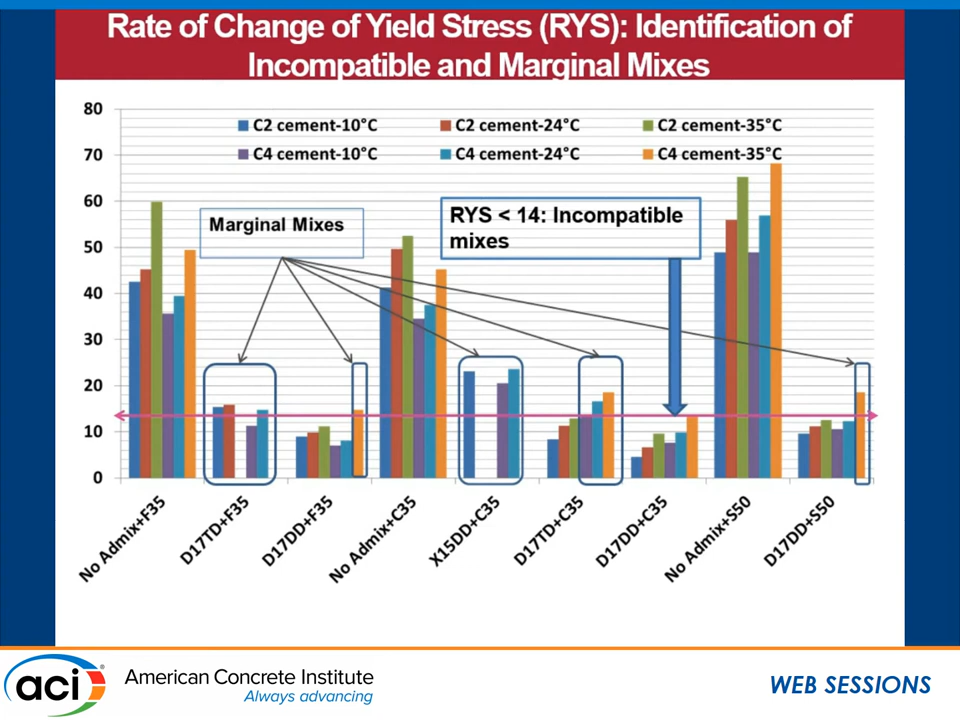 Rate of Change of Yield Stress (RYS): Identification of
Incompatible and Marginal Mixes
80
70
60
50
40
30
20
10
0
C2 cement-10°C
C2 cement-24°C
C2 cement-35°C
C4 cement-10°C
C4 cement-24°C
C4 cement-35°C
Marginal Mixes
RYS < 14: Incompatible
mixes
No Admix+F35
D17TD+F35
D17DD+F35
No Admix+C35
X15DD+C35
D17TD+C35
D17DD+C35
No Admix+S50
D17DD+S50
aci®
American Concrete Institute
Always advancing
WEB SESSIONS